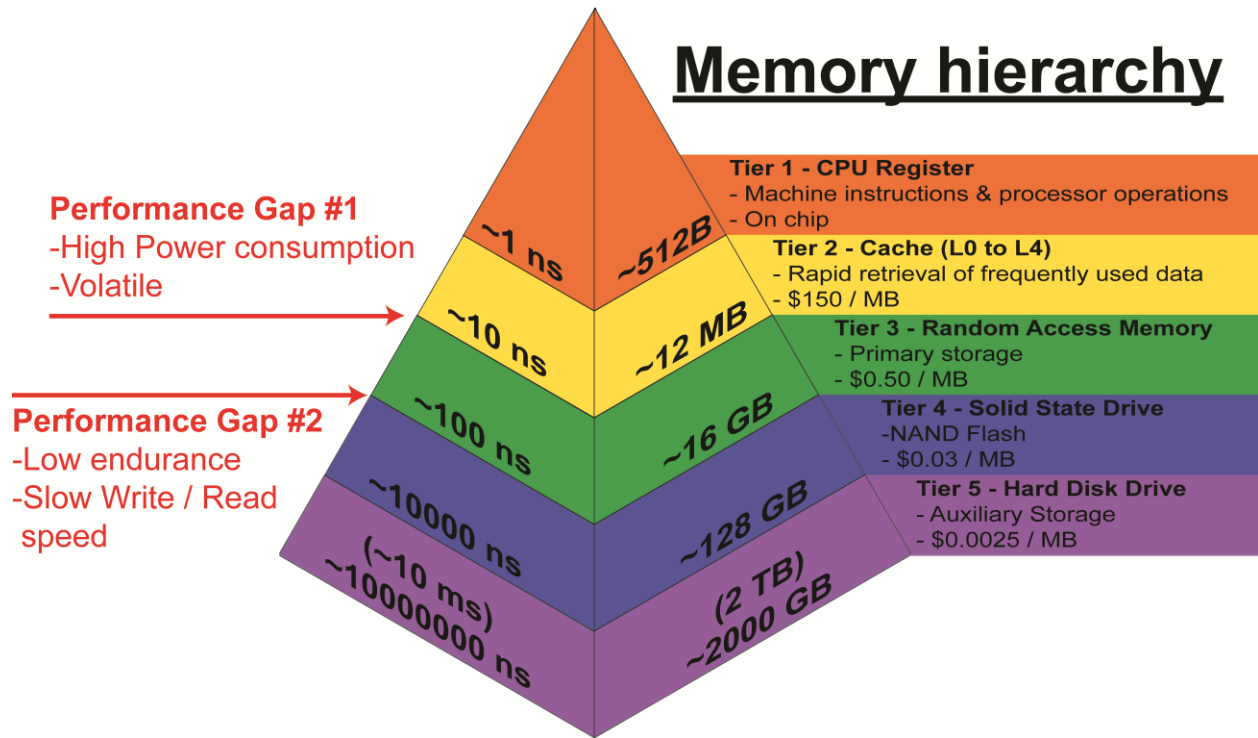 Memory hierarchy
Tier 1 - CPU Register
- Machine instructions & processor operations
- On chip
Tier 2 - Cache (L0 to L4)
- Rapid retrieval of frequently used data
- $150 / MB
Tier 3 - Random Access Memory
- Primary storage
- $0.50 / MB
Tier 4 - Solid State Drive
-NAND Flash
- $0.03 / MB
Tier 5 - Hard Disk Drive
- Auxiliary Storage
- $0.0025 / MB
Performance Gap #1
-High Power consumption
-Volatile
Performance Gap #2
-Low endurance
-Slow Write / Read
speed
~1 ns
~512B
~10 ns
~12 MB
~100 ns
~16 GB
~10000 ns
~128 GB
(~10 ms)
~10000000 ns
(2 TB)
~2000 GB